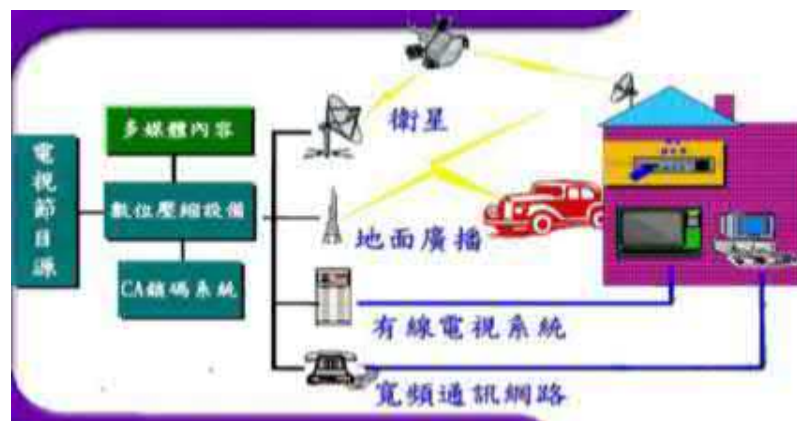 電視節目源
多媒體內容
數位壓縮設備
CA鎖碼系統
衛星
地面廣播
有線電視系統
寬頻通訊網路